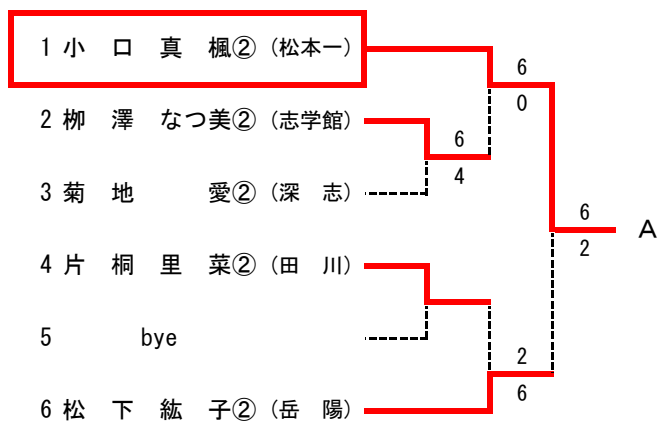 1 小 口 真 楓② (松本一)
6
0
2 栁 澤 なつ美② (志学館)
6
4
3 菊 地 愛② (深 志)
6
2
A
4 片 桐 里 菜② (田 川)
5 bye
2
6
6 松 下 紘 子② (岳 陽)